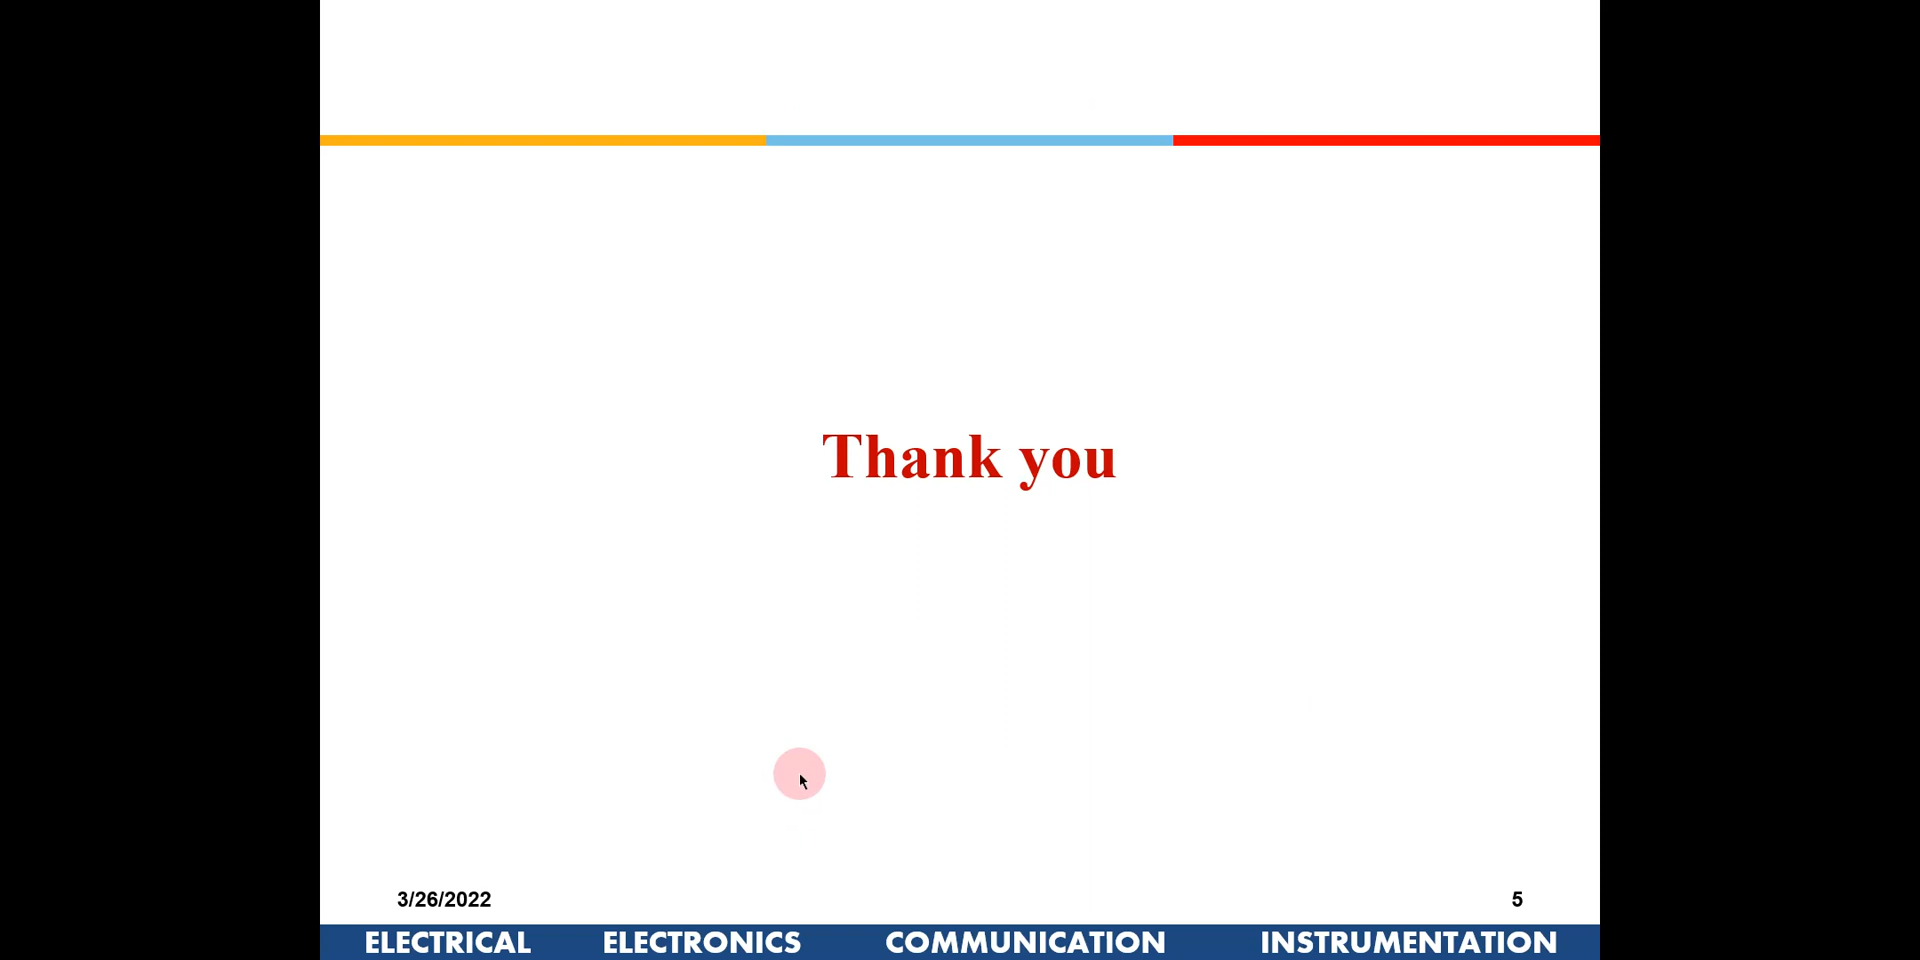 Thank you
3/26/2022 5
ELECTRICAL ELECTRONICS COMMUNICATION INSTRUMENTATION